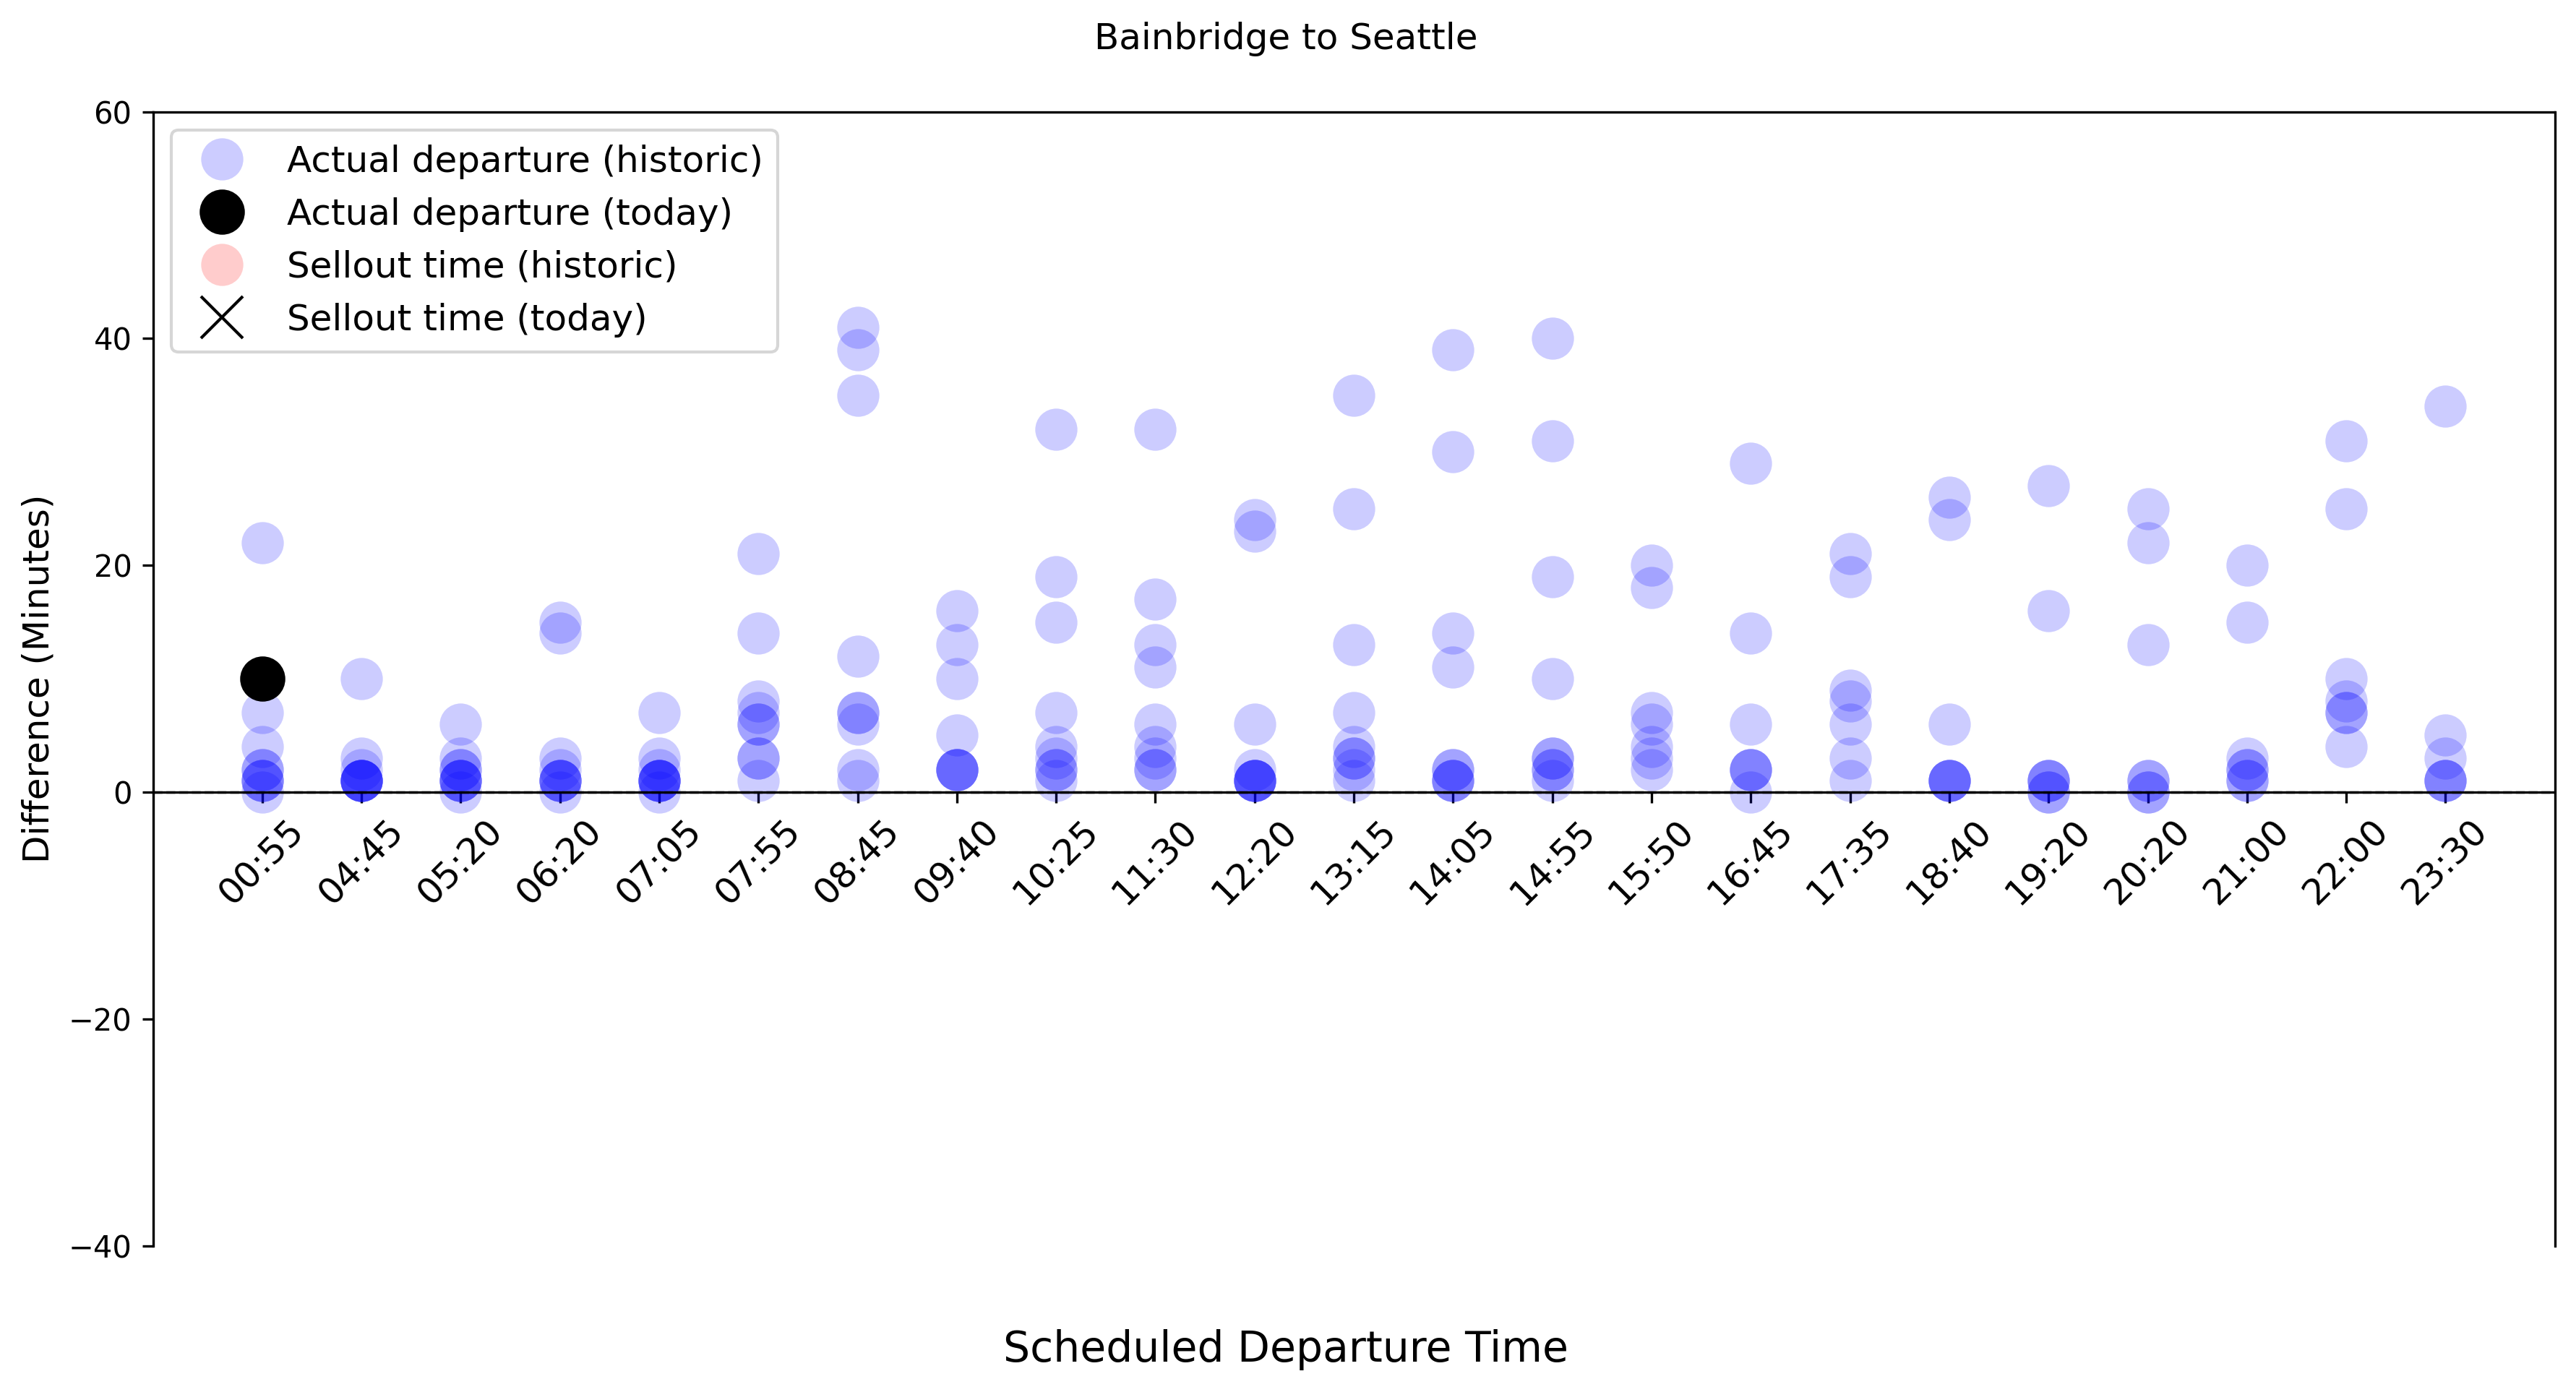 Bainbridge to Seattle
60
Actual departure (historic)
Actual departure (today)
Sellout time (historic)
Sellout time (today)
40
20
0
−20
−40
Difference (Minutes)
00:55 04:45 05:20 06:20 07:05 07:55 08:45 09:40 10:25 11:30 12:20 13:15 14:05 14:55 15:50 16:45 17:35 18:40 19:20 20:20 21:00 22:00 23:30
Scheduled Departure Time